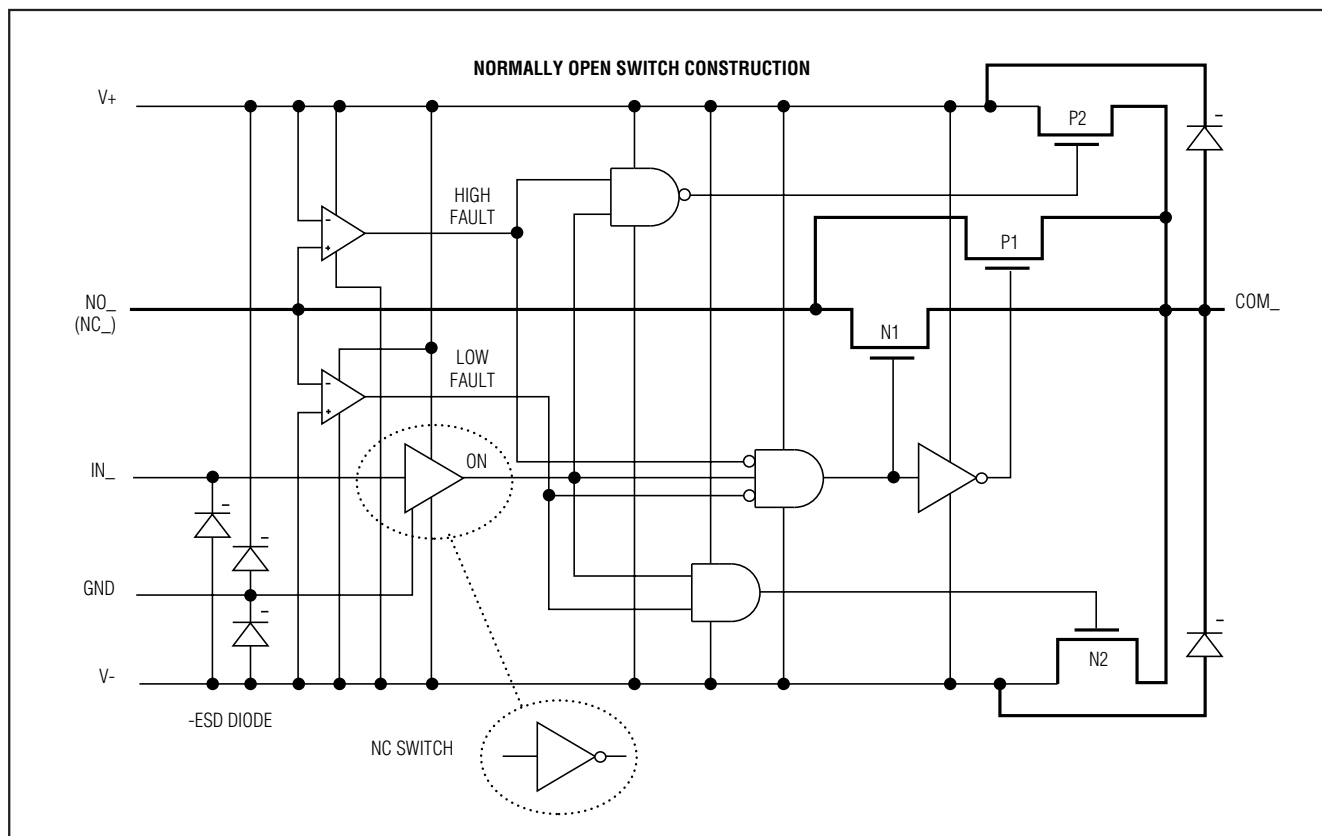 NORMALLY OPEN SWITCH CONSTRUCTION
V+
P2
HIGH
FAULT
P1
NO_
(NC_)
COM_
N1
LOW
FAULT
IN_
ON
GND
N2
V-
-ESD DIODE
NC SWITCH